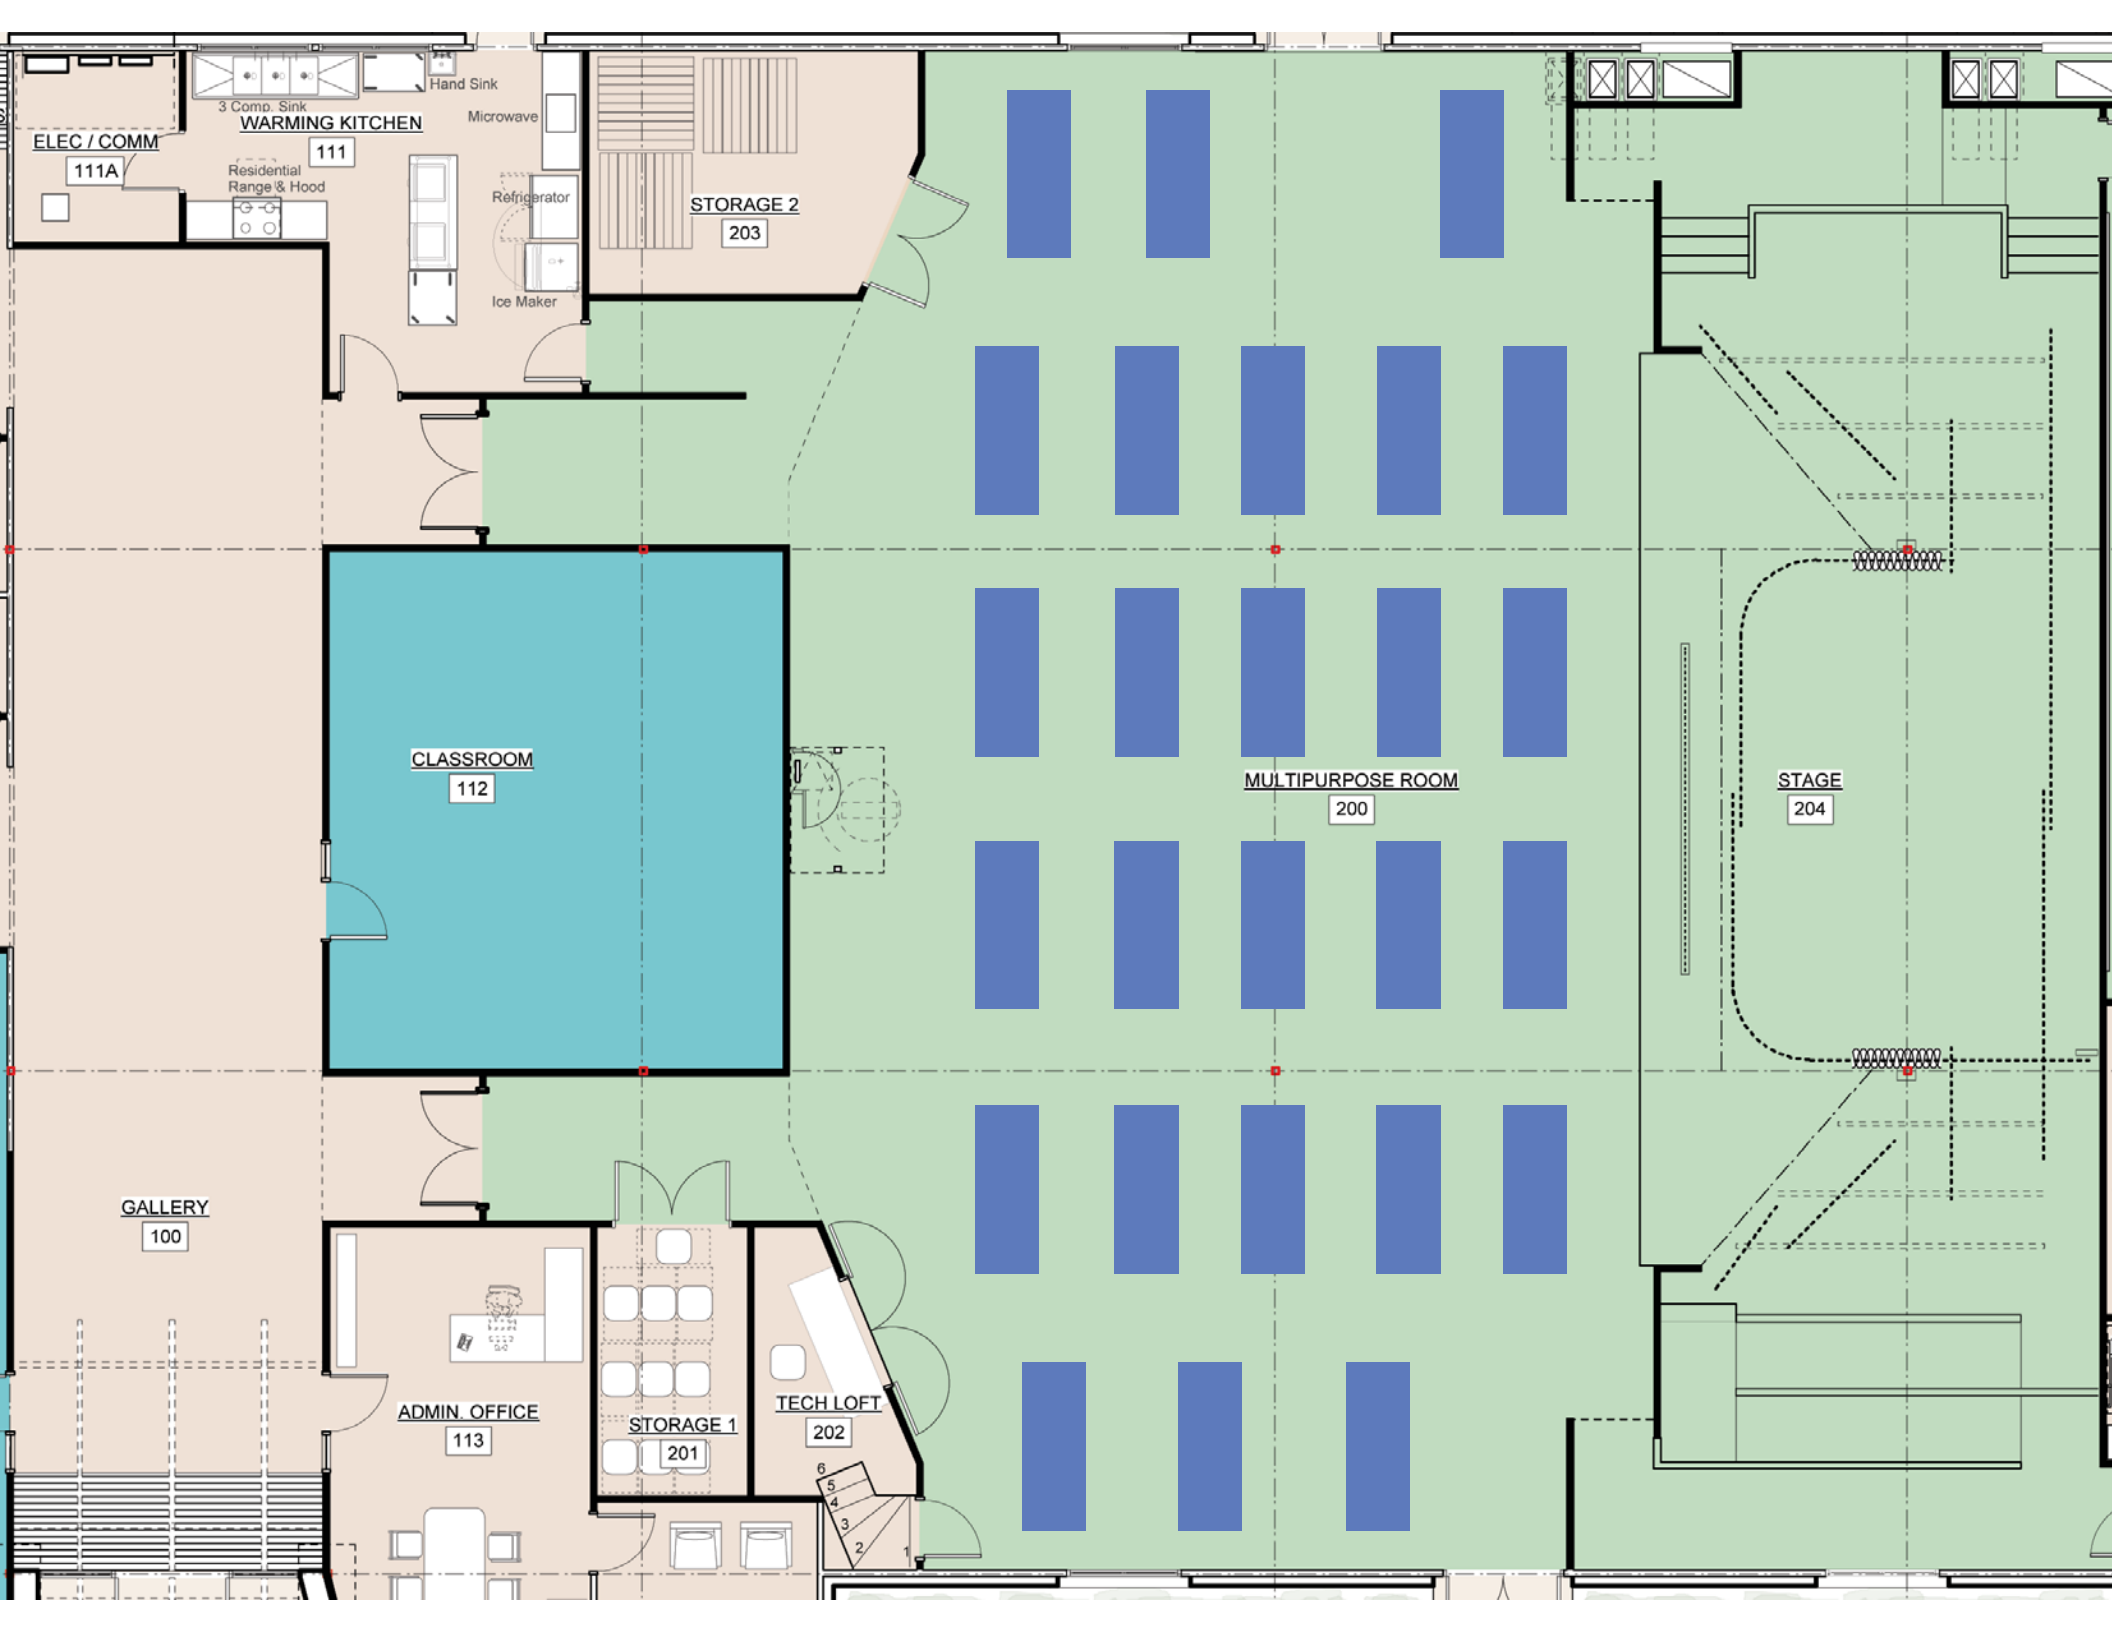 Hand Sink
3 Comp. Sink
WARMING KITCHEN
111
Microwave
ELEC / COMM
111A
Residential
Range & Hood
Refrigerator
Ice Maker
STORAGE 2
203
CLASSROOM
112
MULTIPURPOSE ROOM
200
STAGE
204
GALLERY
100
ADMIN. OFFICE
113
STORAGE 1
201
TECH LOFT
202
6
5
4
3
2
1